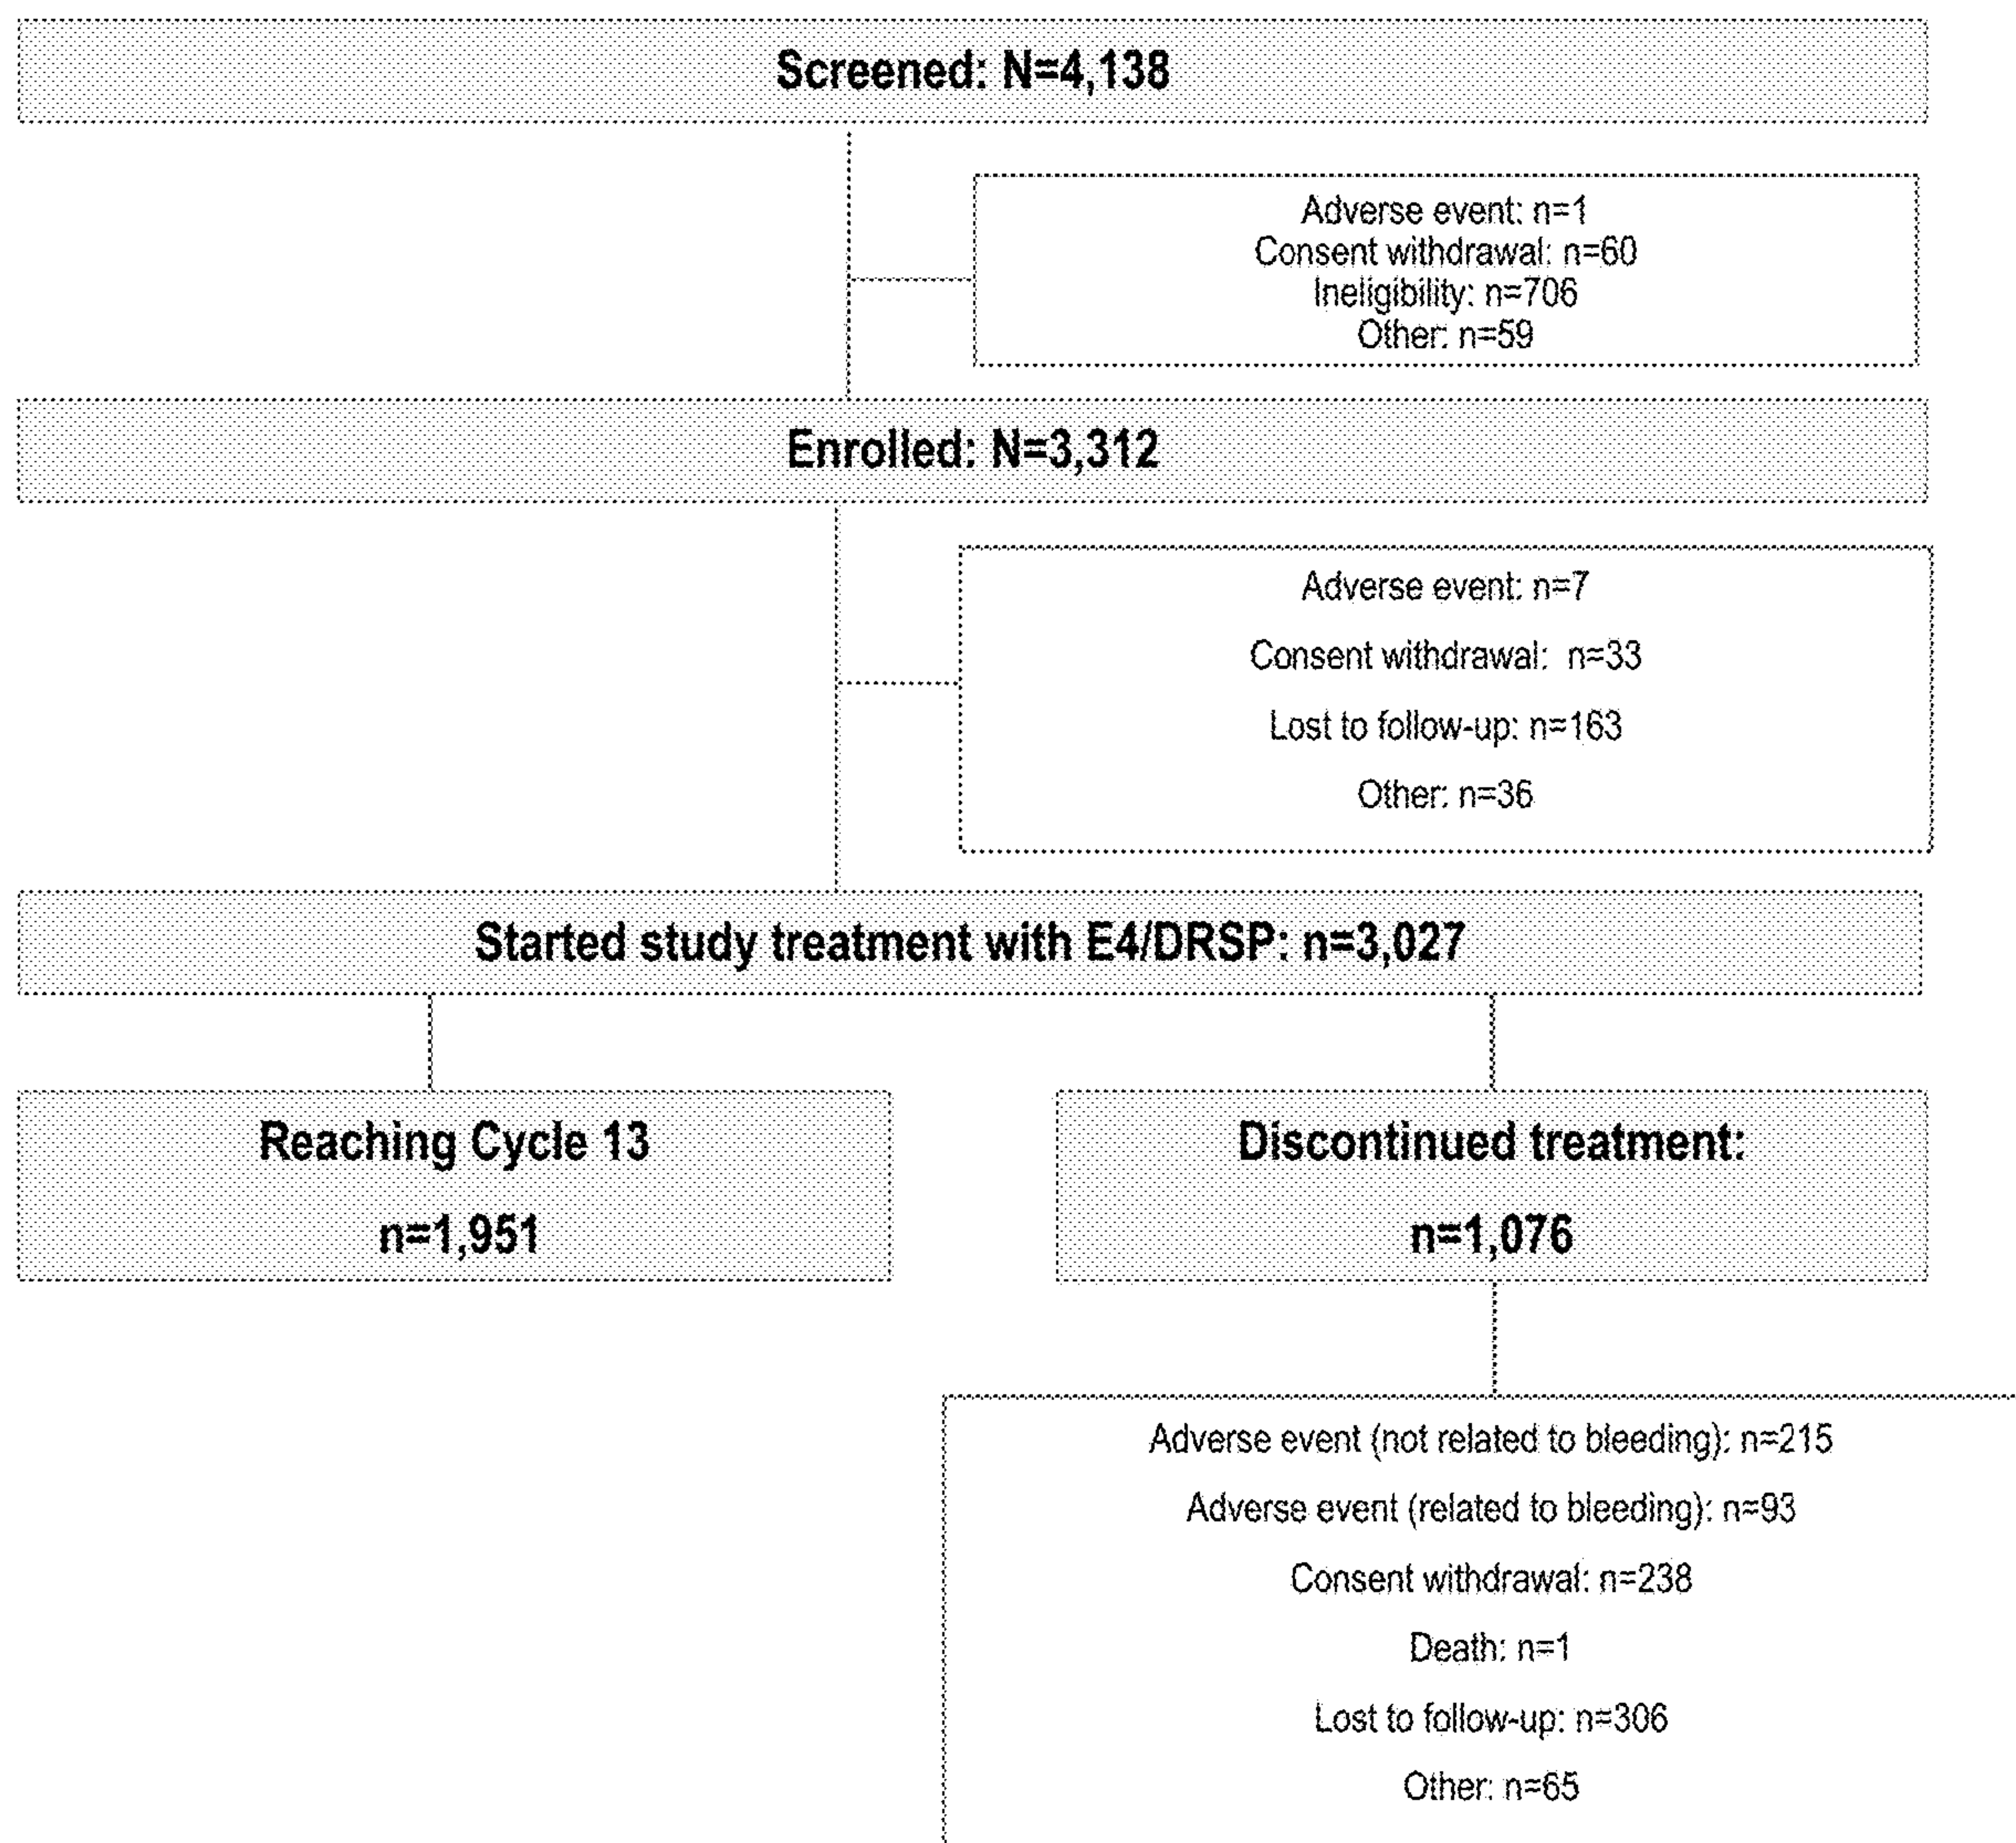 Screened: N=4,138
Adverse event: n=1
Consent withdrawal: n=60
Ineligibility: n=706
Other: n=59
Enrolled: N=3,312
Adverse event: n=7
Consent withdrawal: n=33
Lost to follow-up: n=163
Other: n=36
Started study treatment with E4/DRSP: n=3,027
Reaching Cycle 13
n=1,951
Discontinued treatment:
n=1,076
Adverse event (not related to bleeding): n=215
Adverse event (related to bleeding): n=93
Consent withdrawal: n=238
Death: n=1
Lost to follow-up: n=306
Other: n=65